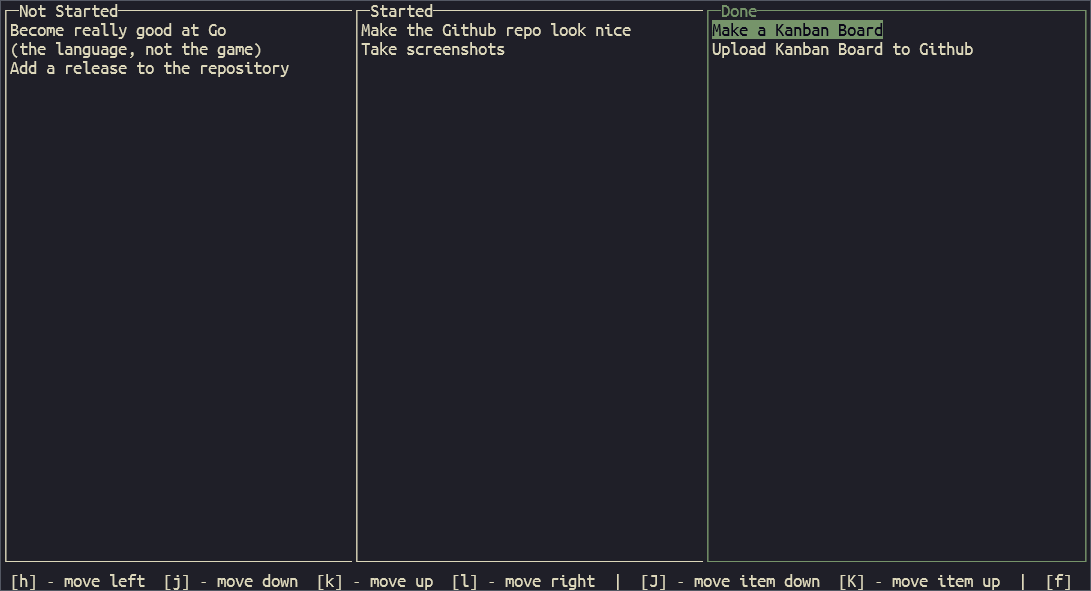 Not Started
Become really good at Go
(the language, not the game)
Add a release to the repository
Started
Make the Github repo look nice
Take screenshots
Done
Make a Kanban Board
Upload Kanban Board to Github
[h] - move left [j] - move down [k] - move up [l] - move right | [J] - move item down [K] - move item up | [f]